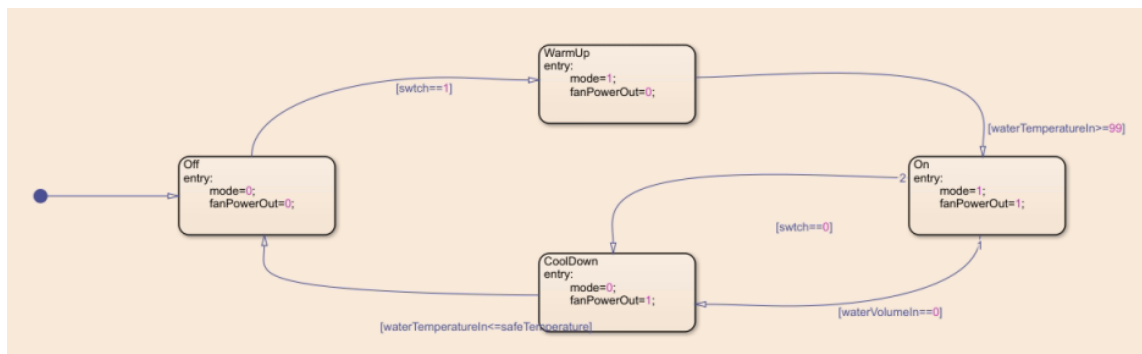 WarmUp
entry:
mode=1;
fanPowerOut=0;
[swtch==1]
[waterTemperatureIn>=99]
Off
entry:
mode=0;
fanPowerOut=0;
On
entry:
mode=1;
fanPowerOut=1;
2
1
[swtch==0]
CoolDown
entry:
mode=0;
fanPowerOut=1;
[waterVolumeIn==0]
[waterTemperatureIn<=safeTemperature]